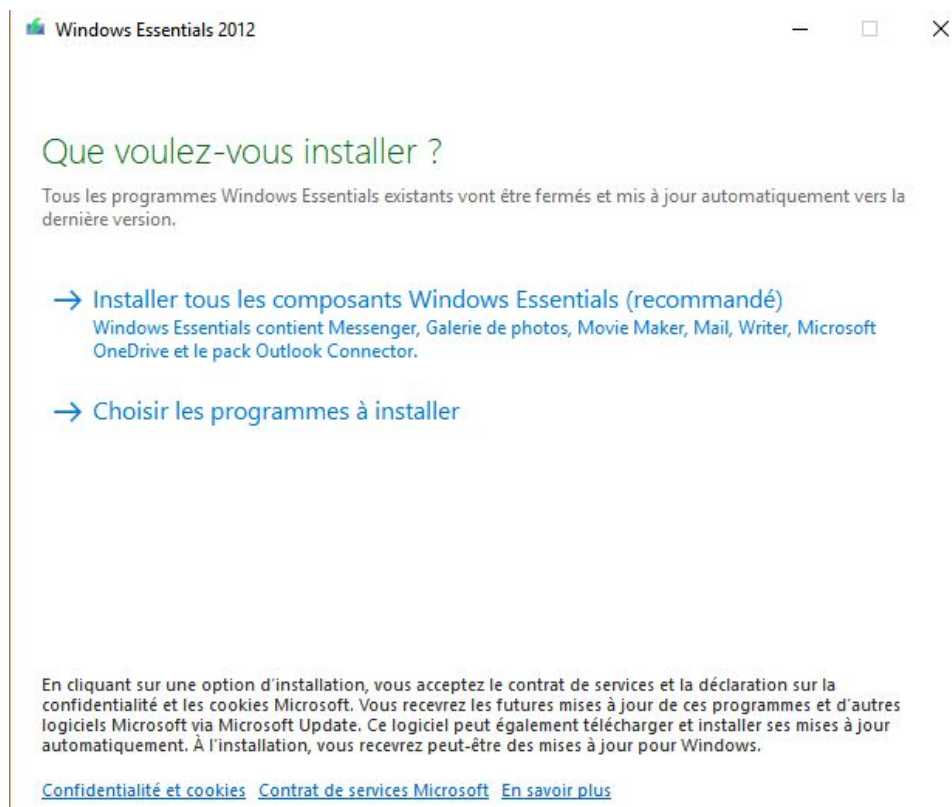 Windows Essentials 2012
Que voulez-vous installer ?
Tous les programmes Windows Essentials existants vont être fermés et mis à jour automatiquement vers la
dernière version.
Installer tous les composants Windows Essentials (recommandé)
Windows Essentials contient Messenger, Galerie de photos, Movie Maker, Mail, Writer, Microsoft
OneDrive et le pack Outlook Connector.
Choisir les programmes à installer
En cliquant sur une option d'installation, vous acceptez le contrat de services et la déclaration sur la
confidentialité et les cookies Microsoft. Vous recevrez les futures mises à jour de ces programmes et d'autres
logiciels Microsoft via Microsoft Update. Ce logiciel peut également télécharger et installer ses mises à jour
automatiquement. À l'installation, vous recevrez peut-être des mises à jour pour Windows.
Confidentialité et cookies Contrat de services Microsoft En savoir plus